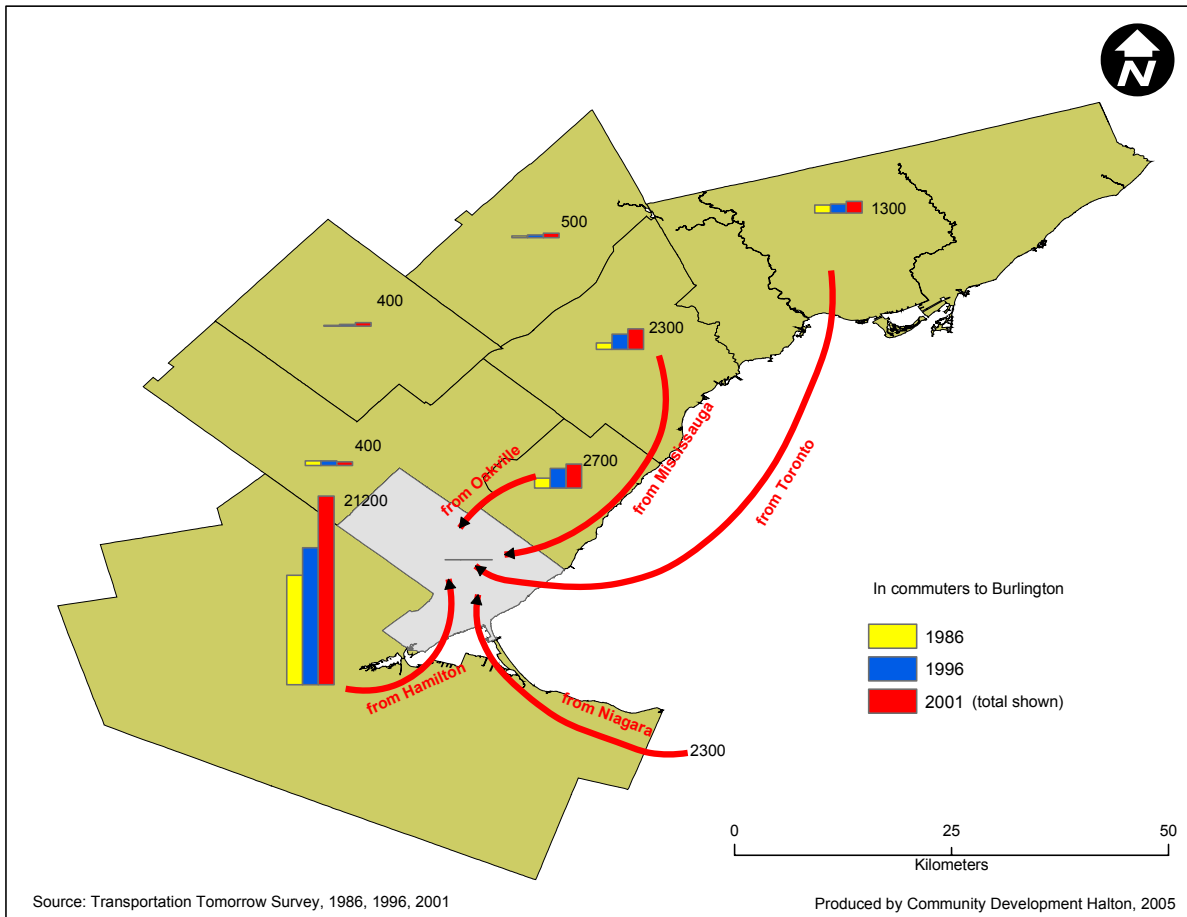 N
1300
500
400
2300
400
2700
21200
from Oakville
from Mississauga
from Toronto
from Hamilton
from Niagara
2300
In commuters to Burlington
1986
1996
2001 (total shown)
0 25 50
Kilometers
Source: Transportation Tomorrow Survey, 1986, 1996, 2001
Produced by Community Development Halton, 2005